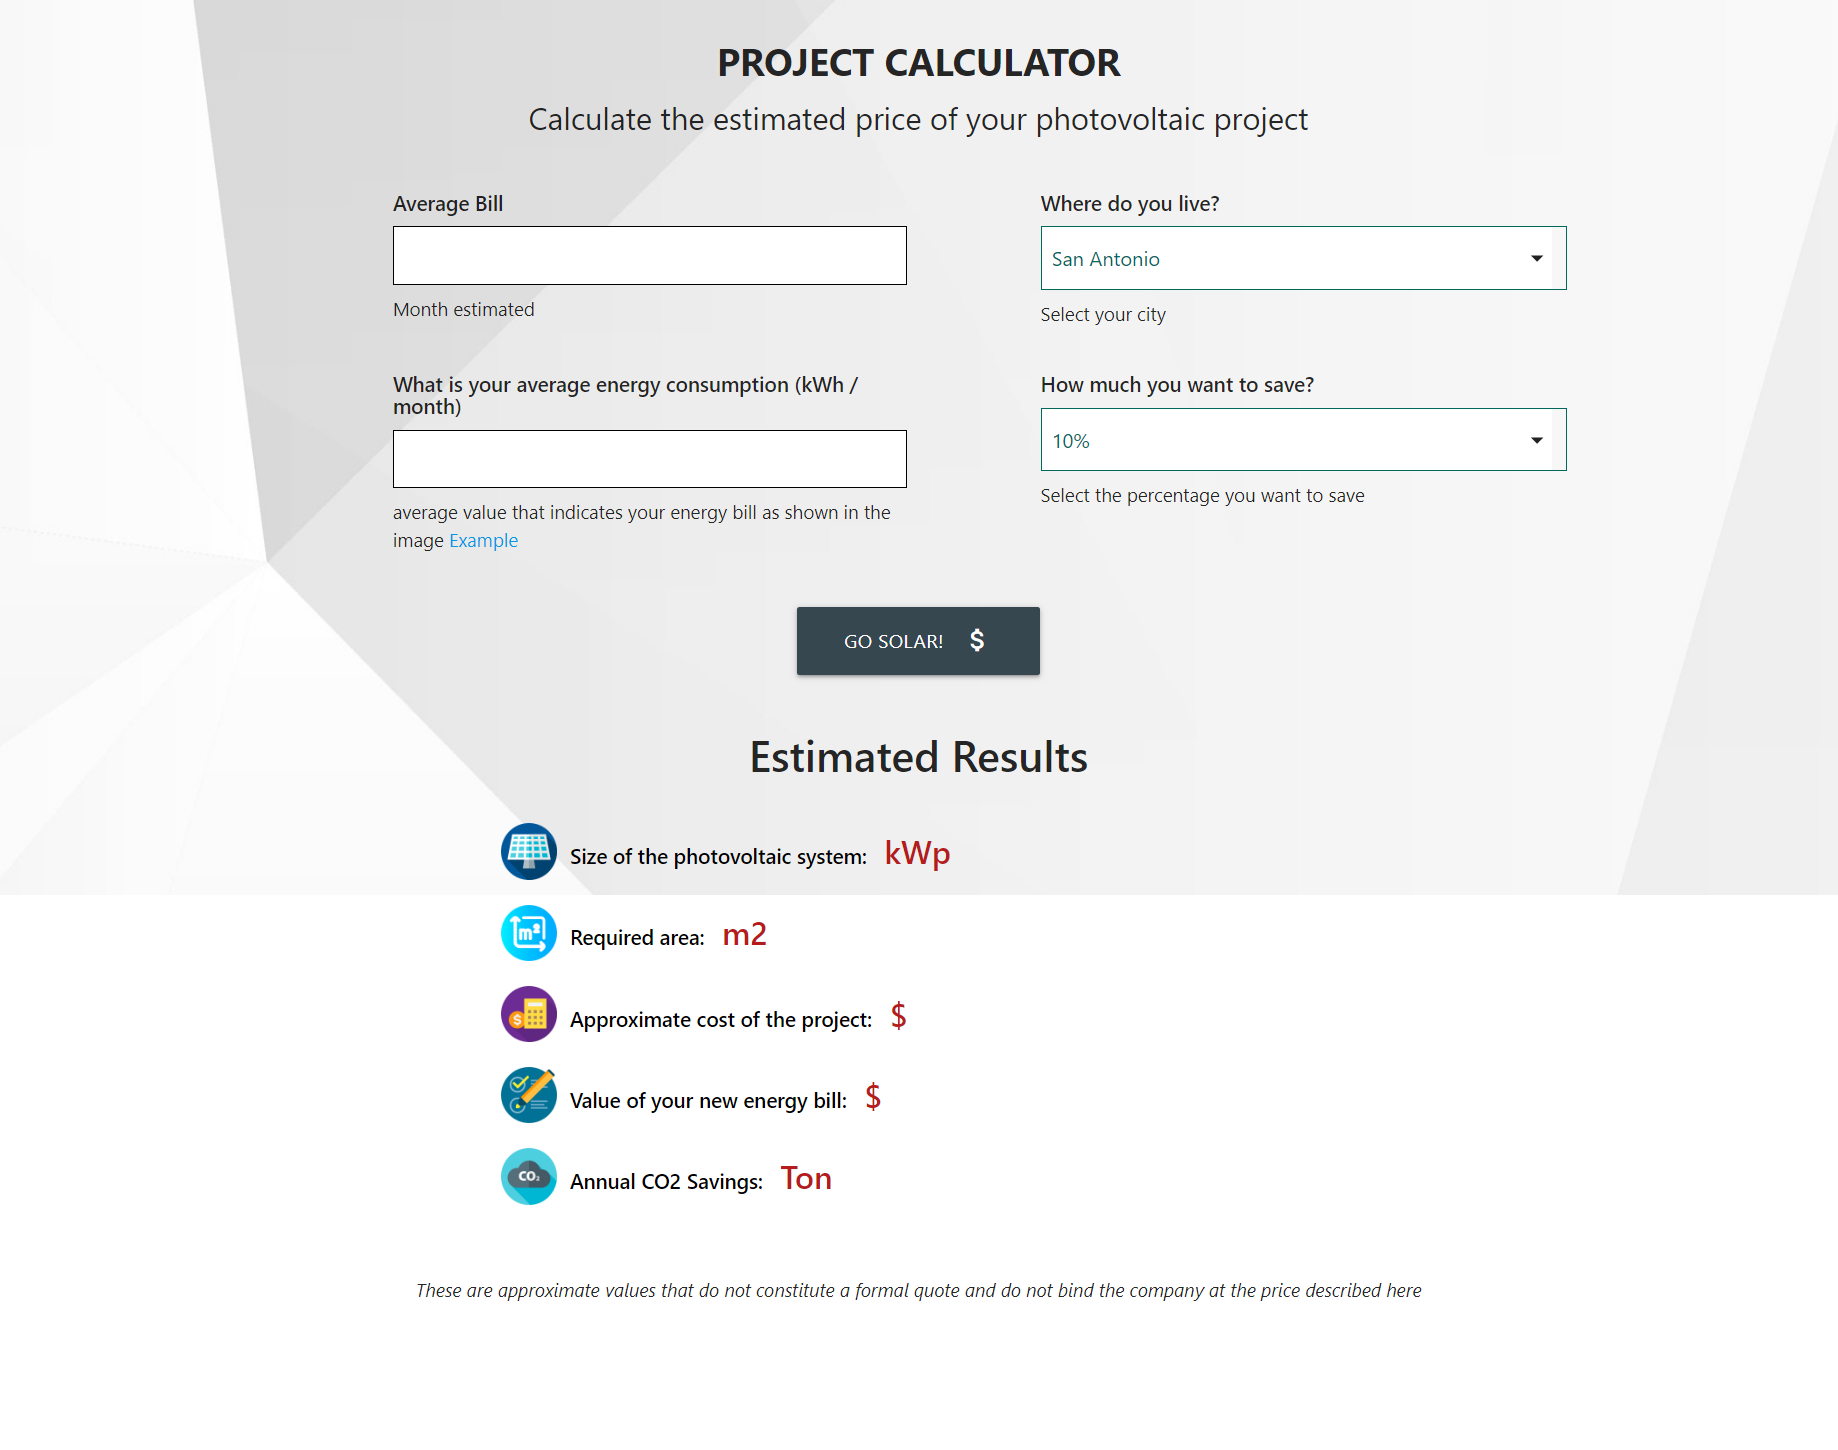 PROJECT CALCULATOR
Calculate the estimated price of your photovoltaic project
Average Bill
Month estimated
Where do you live?
San Antonio
Select your city
What is your average energy consumption (kWh /
month)
average value that indicates your energy bill as shown in the
image Example
How much you want to save?
10%
Select the percentage you want to save
GO SOLAR! $
Estimated Results
Size of the photovoltaic system: kWp
m²
Required area: m2
$
Approximate cost of the project: $
Value of your new energy bill: $
CO₂
Annual CO2 Savings: Ton
These are approximate values that do not constitute a formal quote and do not bind the company at the price described here